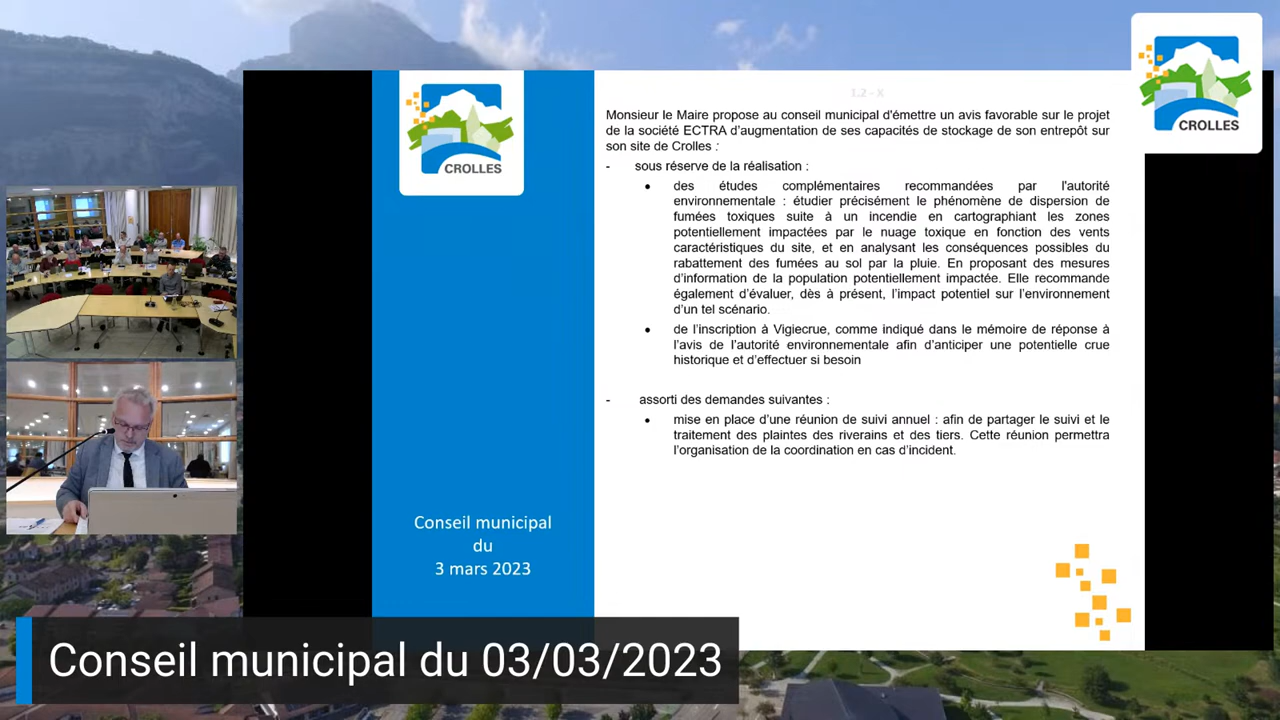 1.2 - X
Monsieur le Maire propose au conseil municipal d'émettre un avis favorable sur le projet
de la société ECTRA d'augmentation de ses capacités de stockage de son entrepôt sur
son site de Crolles :
- sous réserve de la réalisation :
• des études complémentaires recommandées par l'autorité
environnementale : étudier précisément le phénomène de dispersion de
fumées toxiques suite à un incendie en cartographiant les zones
potentiellement impactées par le nuage toxique en fonction des vents
caractéristiques du site, et en analysant les conséquences possibles du
rabattement des fumées au sol par la pluie. En proposant des mesures
d'information de la population potentiellement impactée. Elle recommande
également d'évaluer, dès à présent, l'impact potentiel sur l'environnement
d'un tel scénario.
• de l'inscription à Vigiecrue, comme indiqué dans le mémoire de réponse à
l'avis de l'autorité environnementale afin d'anticiper une potentielle crue
historique et d'effectuer si besoin
- assorti des demandes suivantes :
• mise en place d'une réunion de suivi annuel : afin de partager le suivi et le
traitement des plaintes des riverains et des tiers. Cette réunion permettra
l'organisation de la coordination en cas d'incident.
CROLLES
CROLLES
Conseil municipal
du
3 mars 2023
Conseil municipal du 03/03/2023